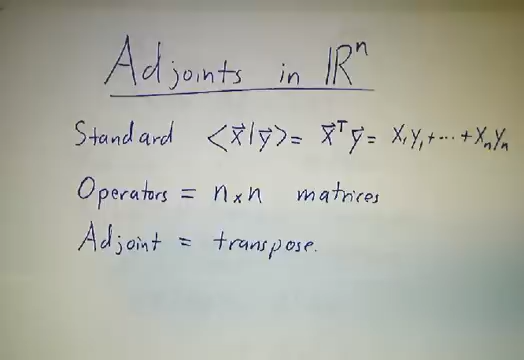 Adjoints in ℝⁿ
Standard ⟨x⃗|y⃗⟩ = x⃗ᵀy⃗ = x₁y₁+⋯+xₙyₙ
Operators = n×n matrices
Adjoint = transpose.